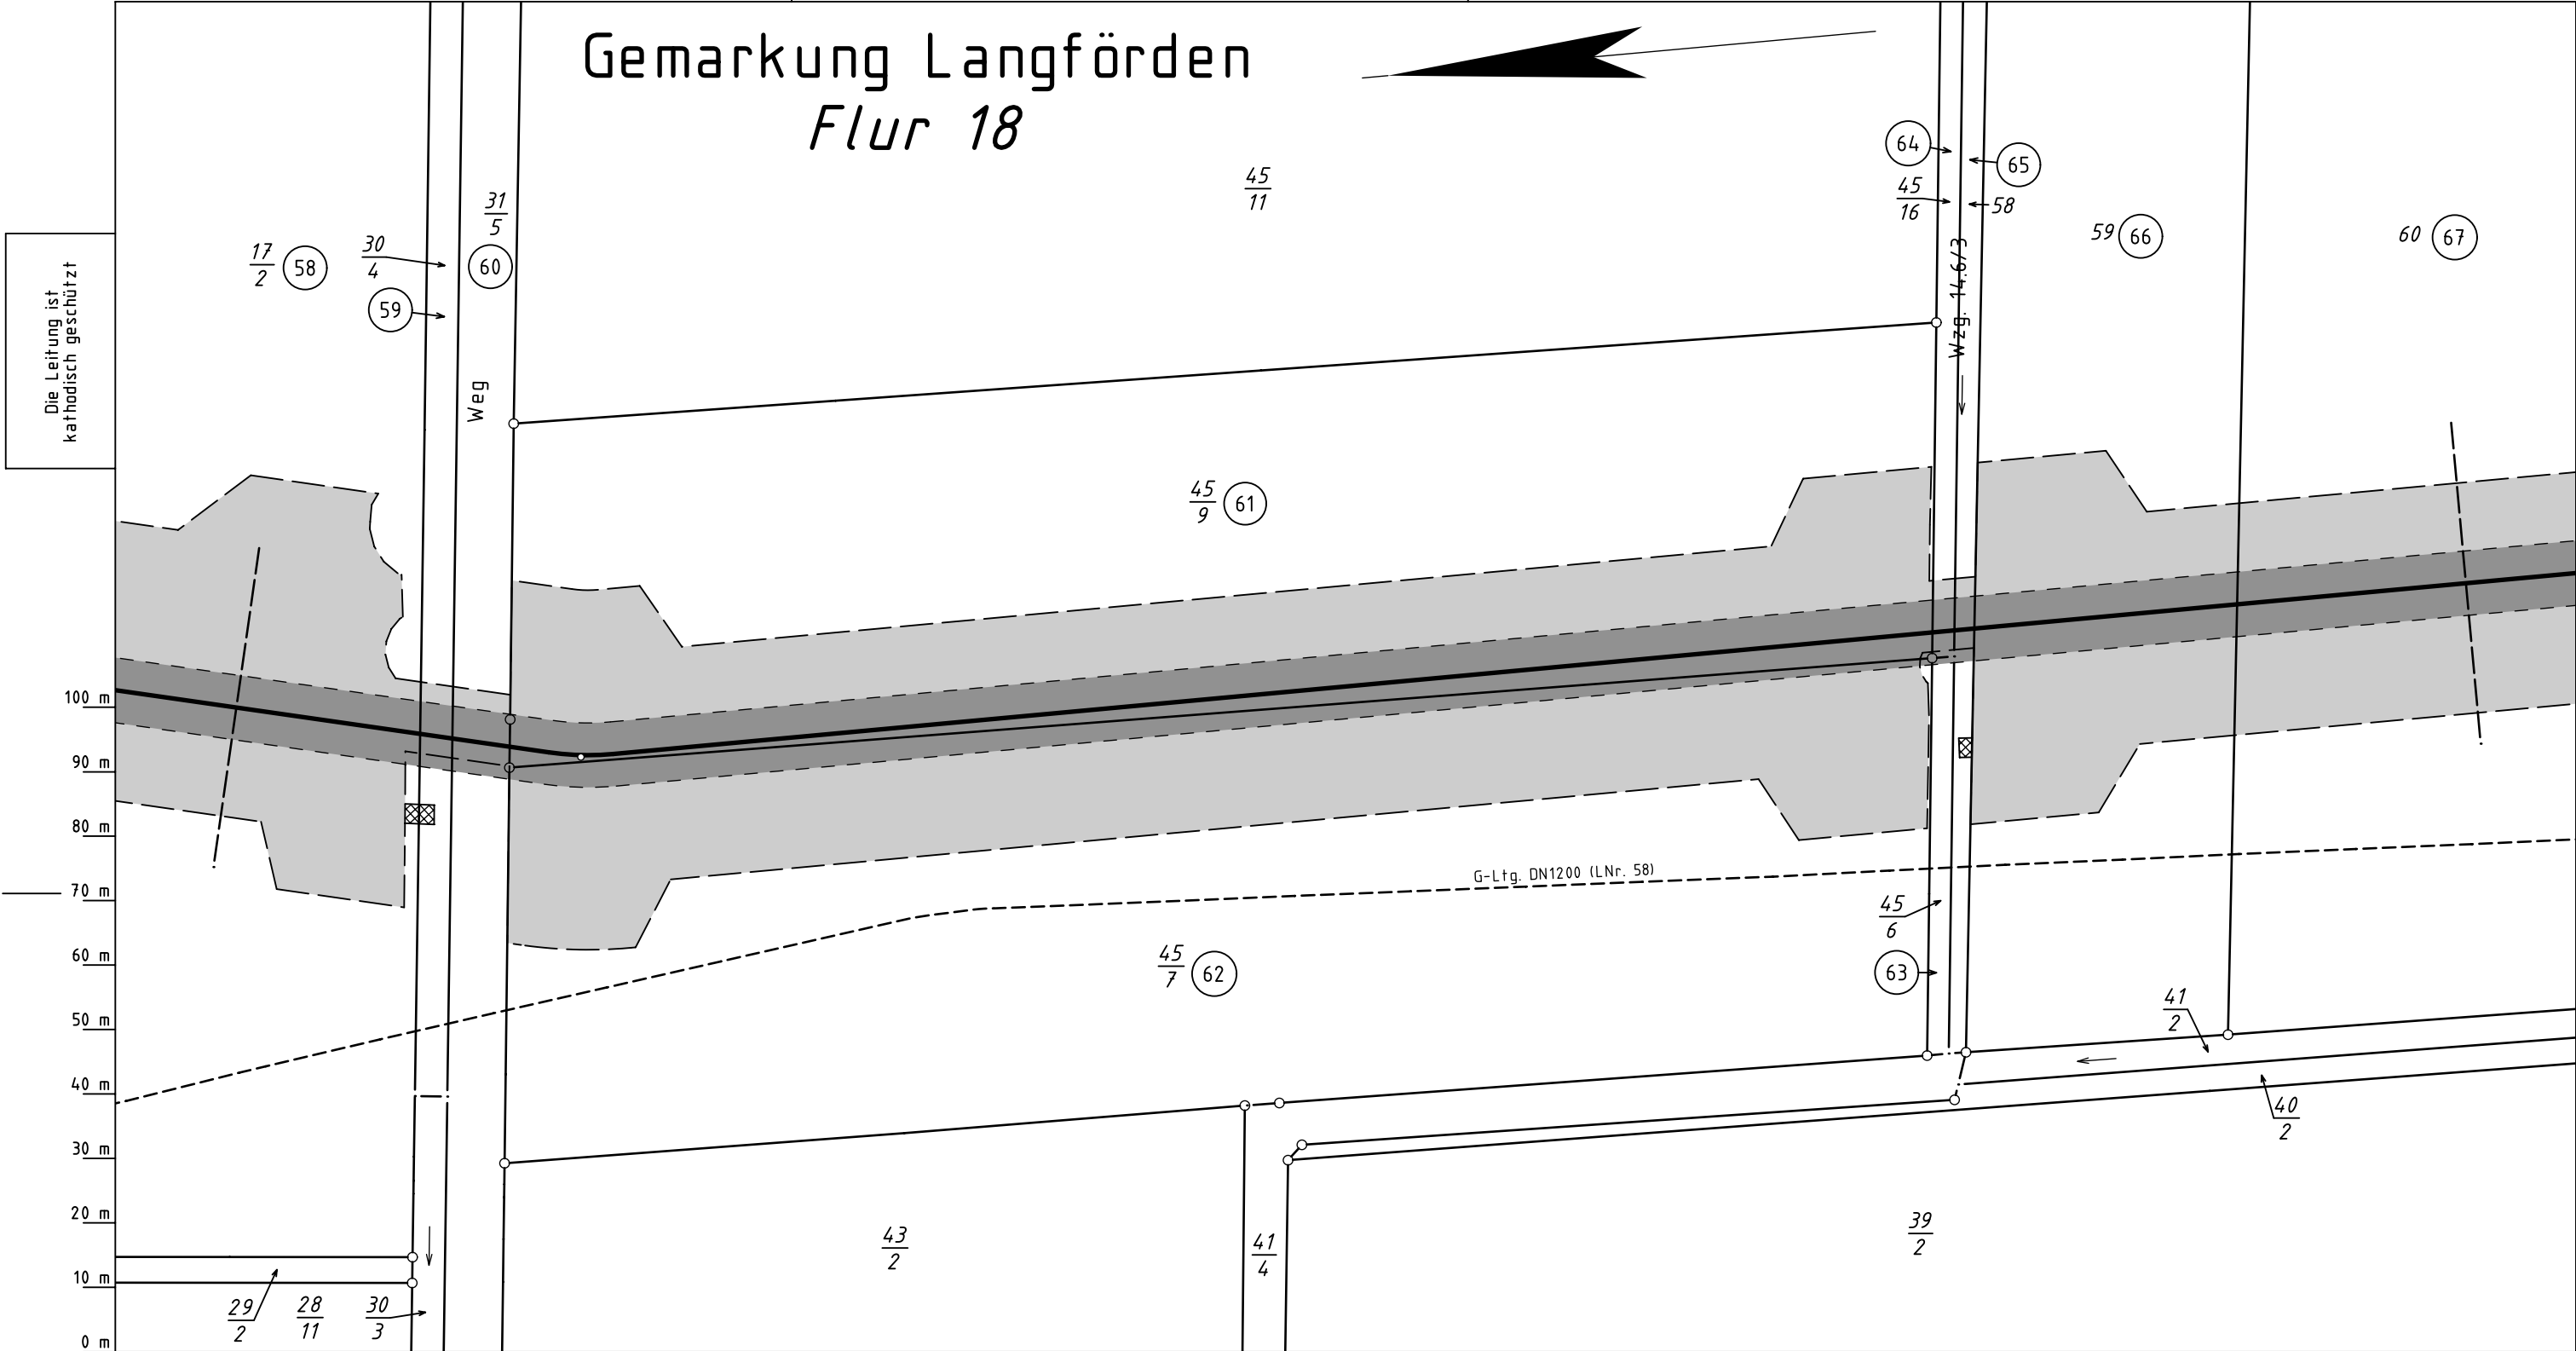 Gemarkung Langförden
Flur 18
45
11
31
5
64
65
45
16
58
17
2
58
30
4
60
59
Wzg. 14.6/3
59
66
60
67
Die Leitung ist
kathodisch geschützt
Weg
45
9
61
100 m
90 m
80 m
70 m
60 m
50 m
40 m
30 m
20 m
10 m
0 m
G-Ltg. DN1200 (LNr. 58)
45
6
45
7
62
63
41
2
40
2
43
2
41
4
39
2
29
2
28
11
30
3